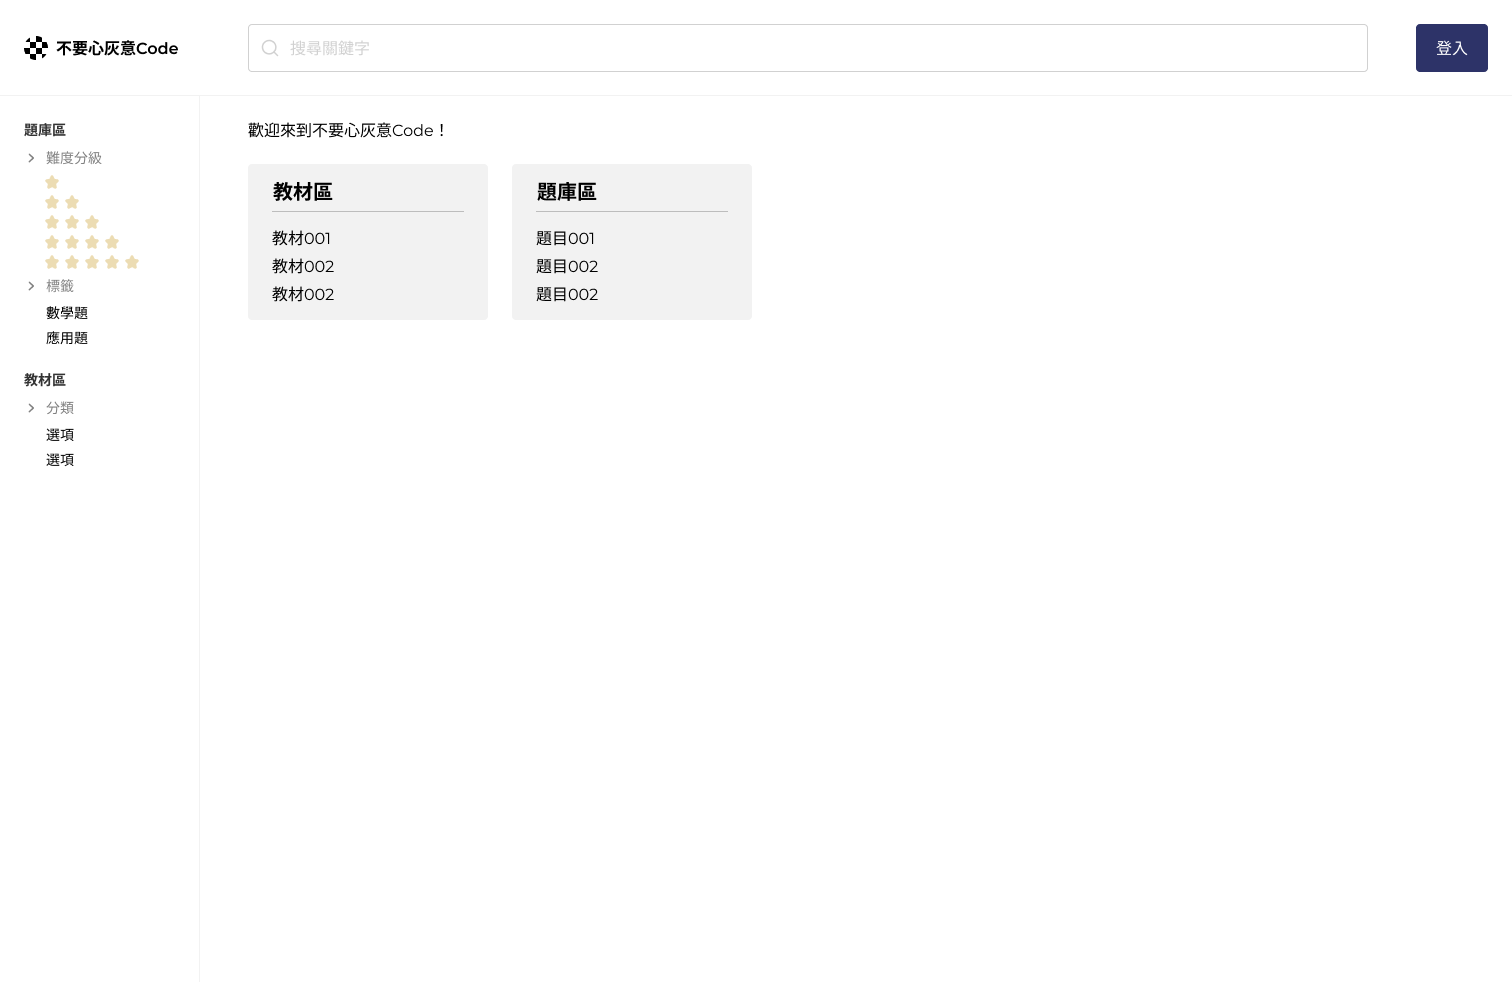 不要心灰意Code
搜尋關鍵字
登入
題庫區
難度分級
標籤
數學題
應用題
教材區
分類
選項
選項
歡迎來到不要心灰意Code！
教材區
教材001
教材002
教材002
題庫區
題目001
題目002
題目002